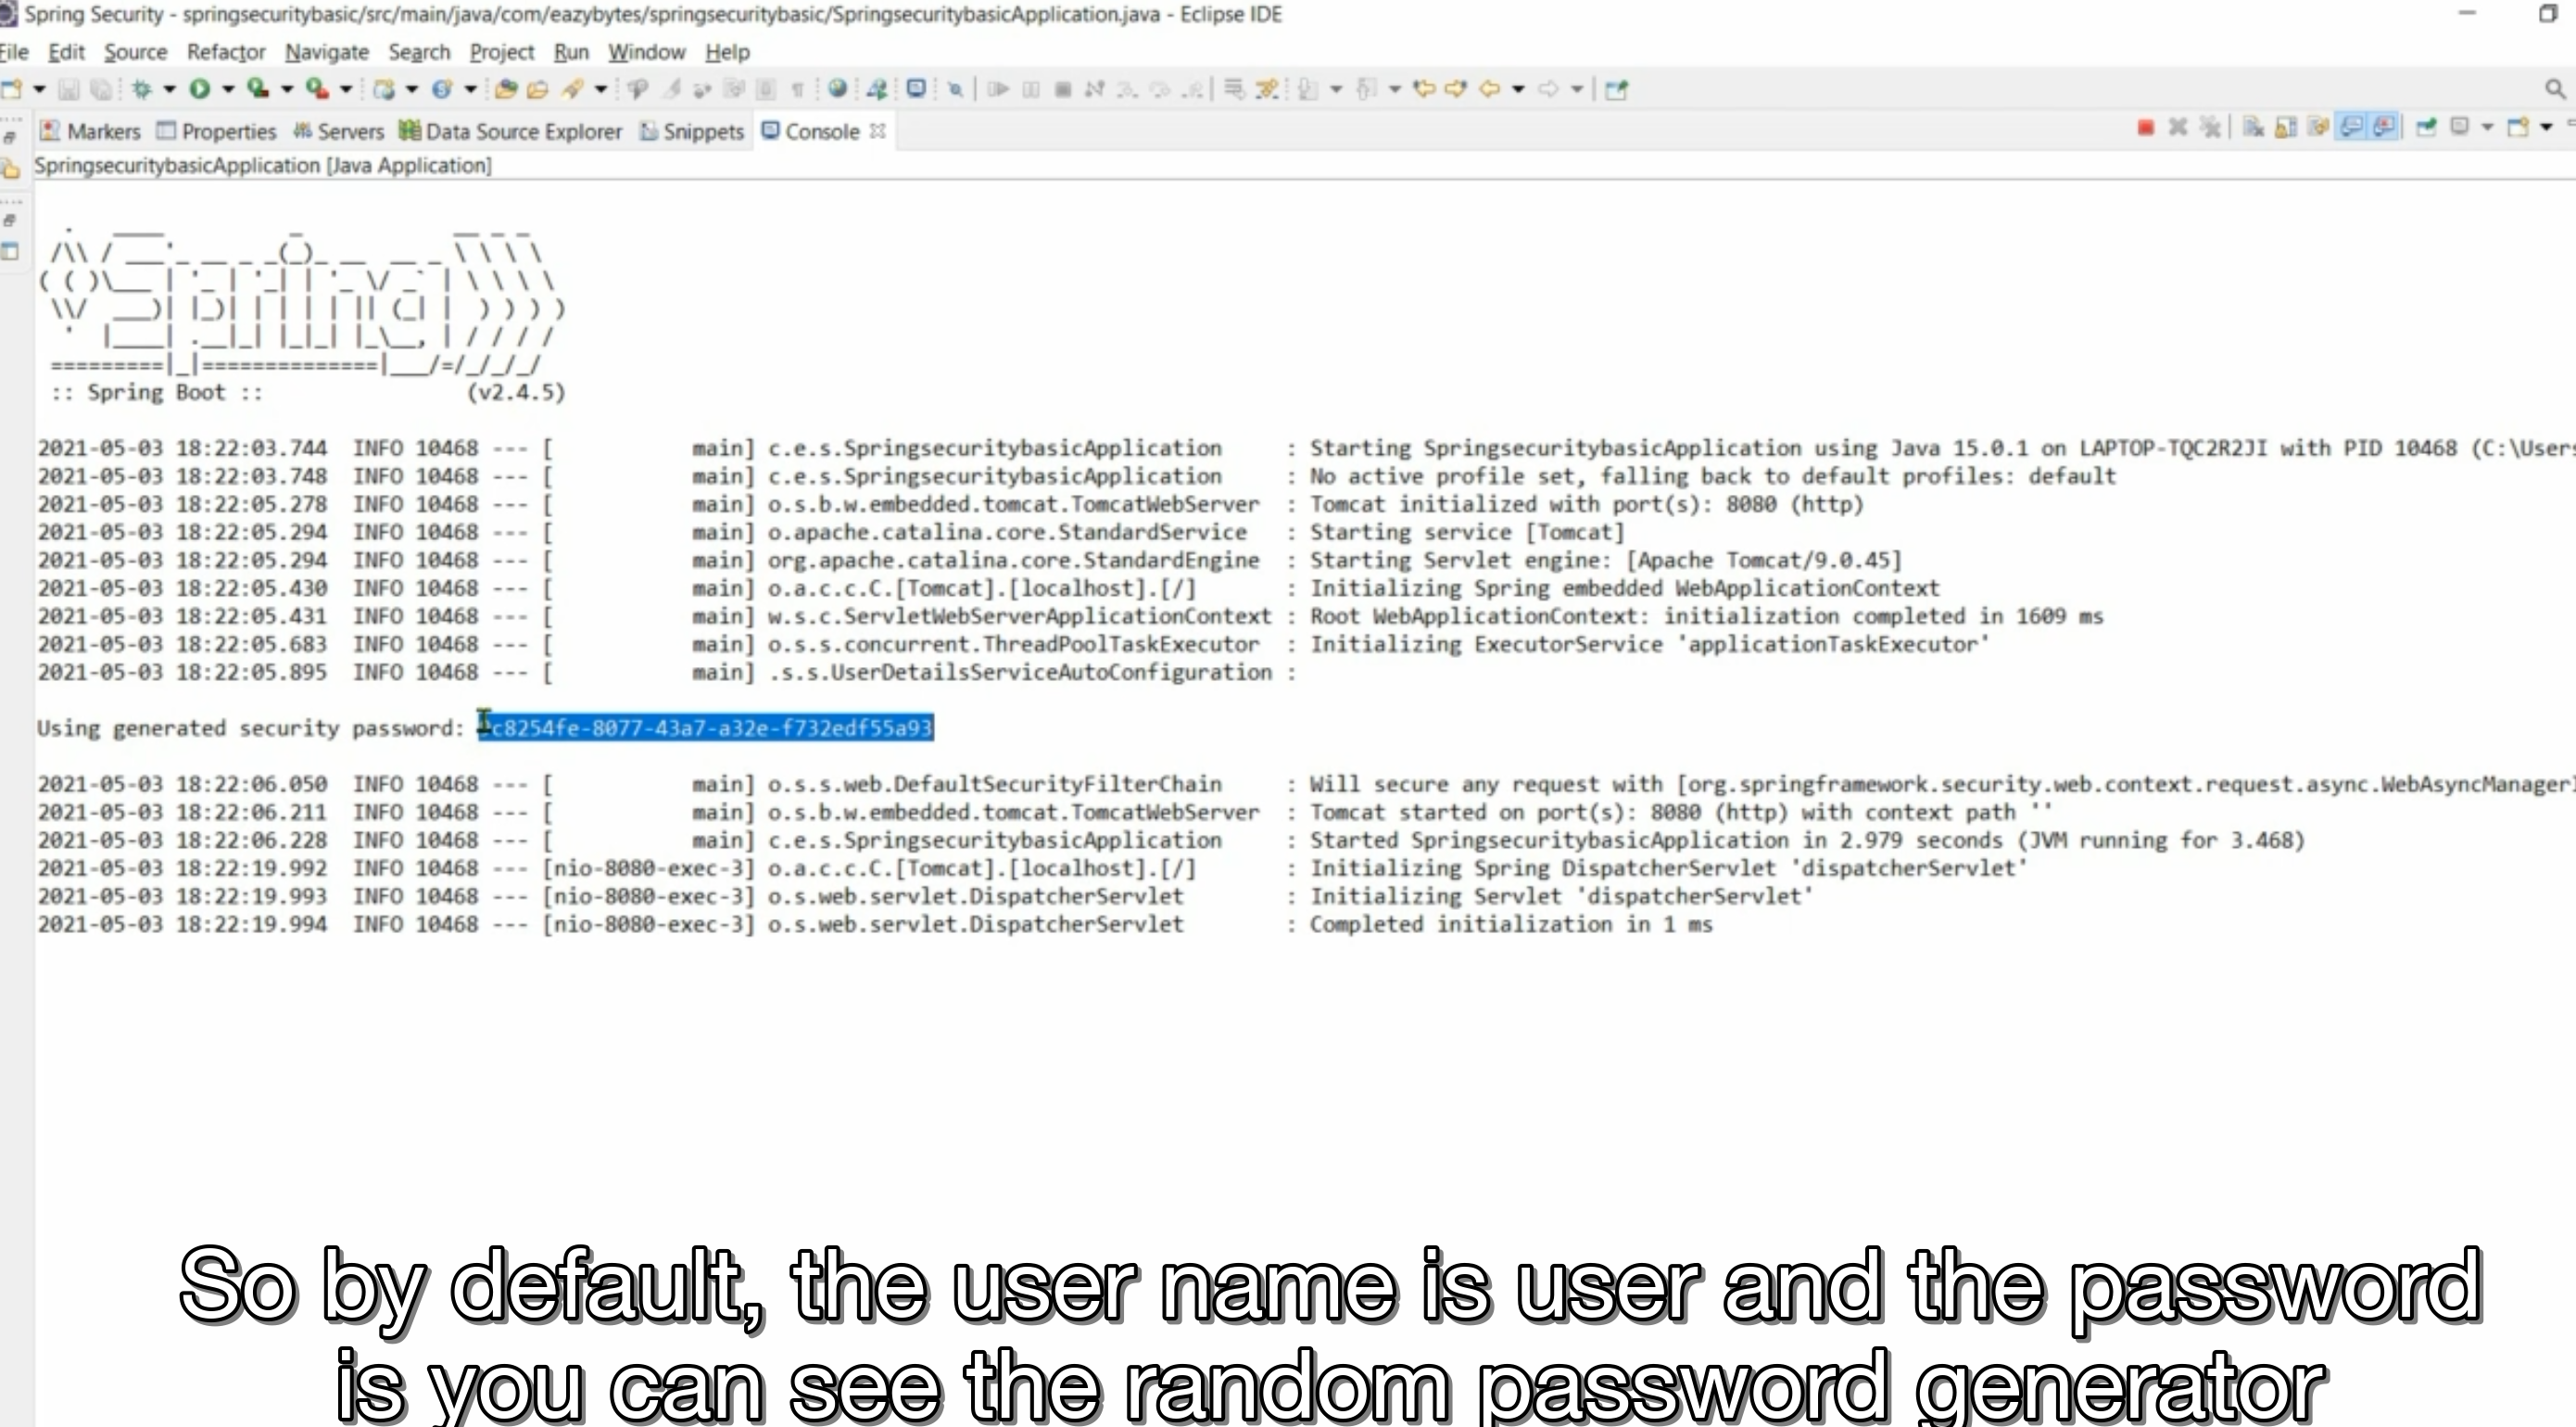 Spring Security - springsecuritybasic/src/main/java/com/eazybytes/springsecuritybasic/SpringsecuritybasicApplication.java - Eclipse IDE
File Edit Source Refactor Navigate Search Project Run Window Help
Markers Properties Servers Data Source Explorer Snippets Console
SpringsecuritybasicApplication [Java Application]
:: Spring Boot :: (v2.4.5)
2021-05-03 18:22:03.744 INFO 10468 --- [ main] c.e.s.SpringsecuritybasicApplication : Starting SpringsecuritybasicApplication using Java 15.0.1 on LAPTOP-TQC2R2JI with PID 10468 (C:\Users
2021-05-03 18:22:03.748 INFO 10468 --- [ main] c.e.s.SpringsecuritybasicApplication : No active profile set, falling back to default profiles: default
2021-05-03 18:22:05.278 INFO 10468 --- [ main] o.s.b.w.embedded.tomcat.TomcatWebServer : Tomcat initialized with port(s): 8080 (http)
2021-05-03 18:22:05.294 INFO 10468 --- [ main] o.apache.catalina.core.StandardService : Starting service [Tomcat]
2021-05-03 18:22:05.294 INFO 10468 --- [ main] org.apache.catalina.core.StandardEngine : Starting Servlet engine: [Apache Tomcat/9.0.45]
2021-05-03 18:22:05.430 INFO 10468 --- [ main] o.a.c.c.C.[Tomcat].[localhost].[/] : Initializing Spring embedded WebApplicationContext
2021-05-03 18:22:05.431 INFO 10468 --- [ main] w.s.c.ServletWebServerApplicationContext : Root WebApplicationContext: initialization completed in 1609 ms
2021-05-03 18:22:05.683 INFO 10468 --- [ main] o.s.s.concurrent.ThreadPoolTaskExecutor : Initializing ExecutorService 'applicationTaskExecutor'
2021-05-03 18:22:05.895 INFO 10468 --- [ main] .s.s.UserDetailsServiceAutoConfiguration :
Using generated security password: c8254fe-8077-43a7-a32e-f732edf55a93
2021-05-03 18:22:06.050 INFO 10468 --- [ main] o.s.s.web.DefaultSecurityFilterChain : Will secure any request with [org.springframework.security.web.context.request.async.WebAsyncManager
2021-05-03 18:22:06.211 INFO 10468 --- [ main] o.s.b.w.embedded.tomcat.TomcatWebServer : Tomcat started on port(s): 8080 (http) with context path ''
2021-05-03 18:22:06.228 INFO 10468 --- [ main] c.e.s.SpringsecuritybasicApplication : Started SpringsecuritybasicApplication in 2.979 seconds (JVM running for 3.468)
2021-05-03 18:22:19.992 INFO 10468 --- [nio-8080-exec-3] o.a.c.c.C.[Tomcat].[localhost].[/] : Initializing Spring DispatcherServlet 'dispatcherServlet'
2021-05-03 18:22:19.993 INFO 10468 --- [nio-8080-exec-3] o.s.web.servlet.DispatcherServlet : Initializing Servlet 'dispatcherServlet'
2021-05-03 18:22:19.994 INFO 10468 --- [nio-8080-exec-3] o.s.web.servlet.DispatcherServlet : Completed initialization in 1 ms
So by default, the user name is user and the password
is you can see the random password generator